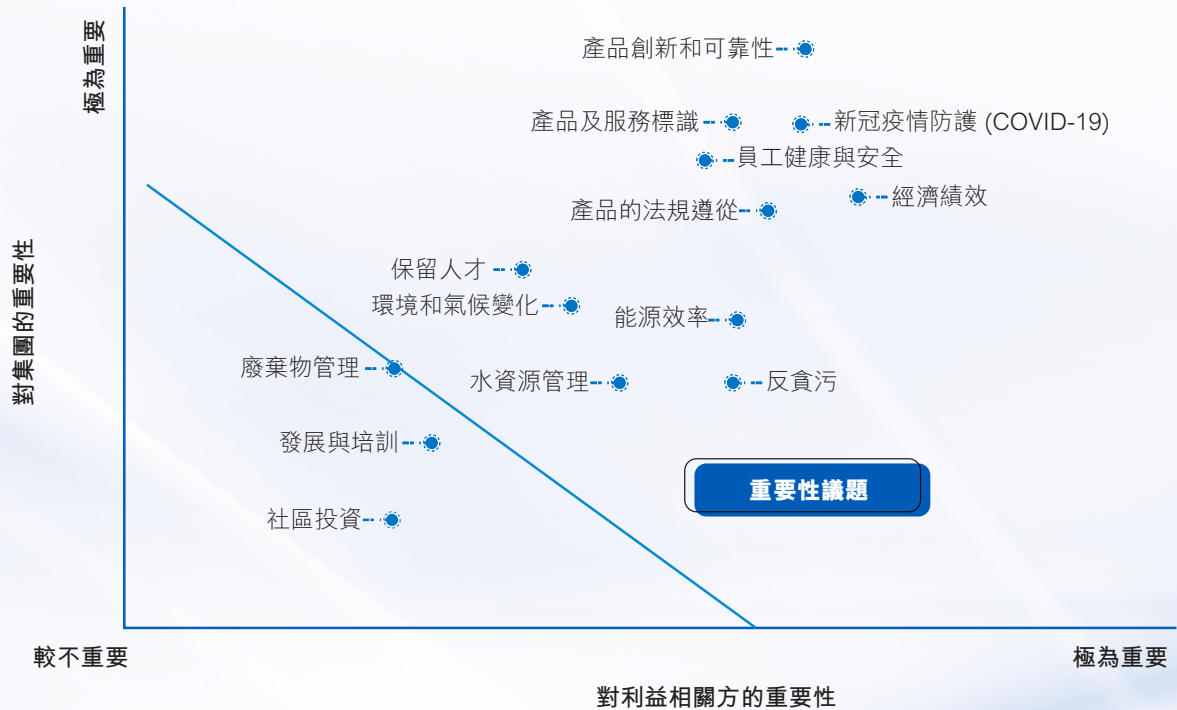 極為重要
產品創新和可靠性
產品及服務標識
新冠疫情防護 (COVID-19)
員工健康與安全
經濟績效
產品的法規遵從
對集團的重要性
保留人才
環境和氣候變化
能源效率
廢棄物管理
水資源管理
反貪污
發展與培訓
重要性議題
社區投資
較不重要
極為重要
對利益相關方的重要性